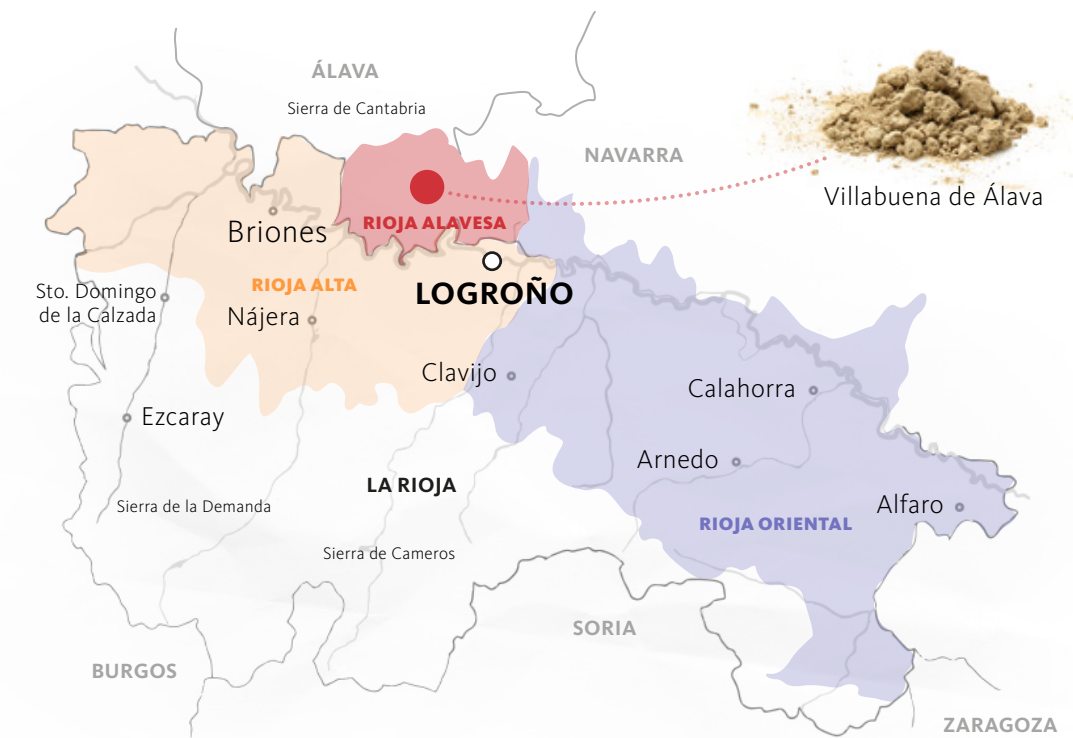 ÁLAVA
Sierra de Cantabria
NAVARRA
Villabuena de Álava
RIOJA ALAVESA
Briones
RIOJA ALTA
LOGROÑO
Sto. Domingo
de la Calzada
Nájera
Clavijo
Calahorra
Ezcaray
Arnedo
LA RIOJA
Alfaro
Sierra de la Demanda
RIOJA ORIENTAL
Sierra de Cameros
SORIA
BURGOS
ZARAGOZA